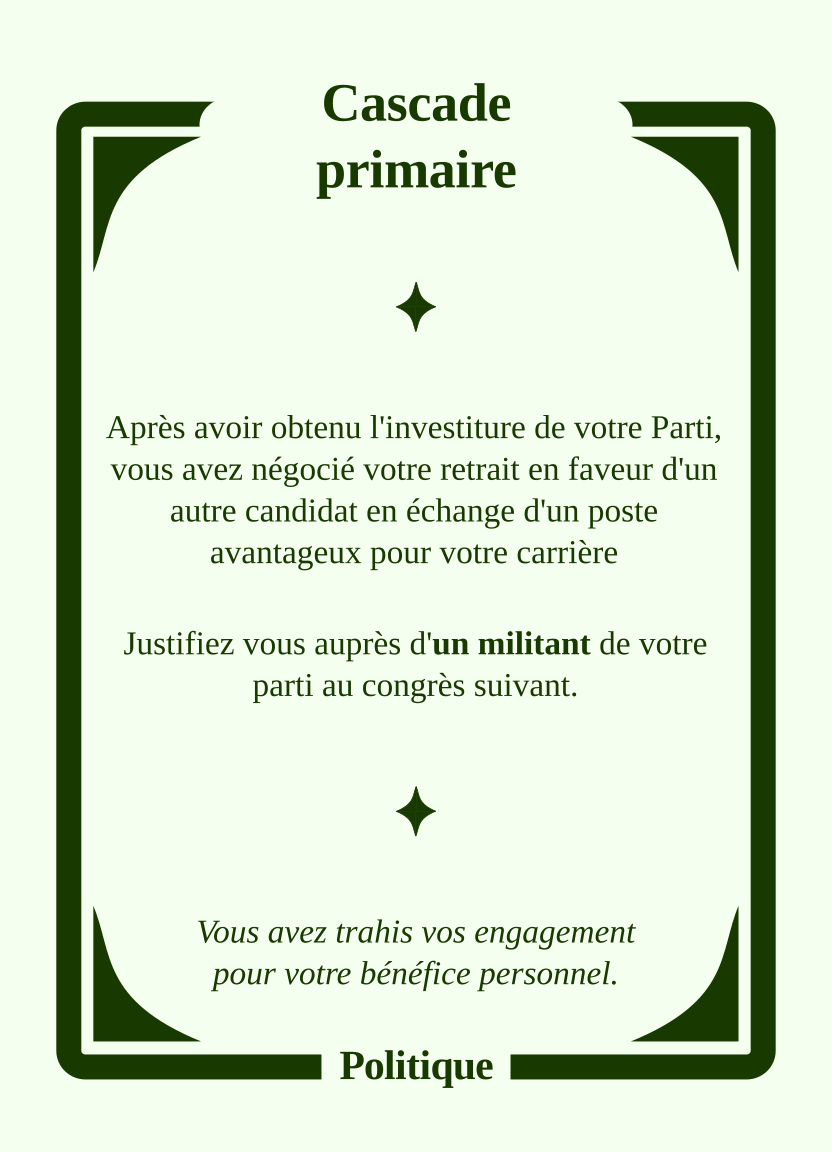 Cascade
primaire
Après avoir obtenu l'investiture de votre Parti,
vous avez négocié votre retrait en faveur d'un
autre candidat en échange d'un poste
avantageux pour votre carrière
Justifiez vous auprès d'un militant de votre
parti au congrès suivant.
Vous avez trahis vos engagement
pour votre bénéfice personnel.
Politique